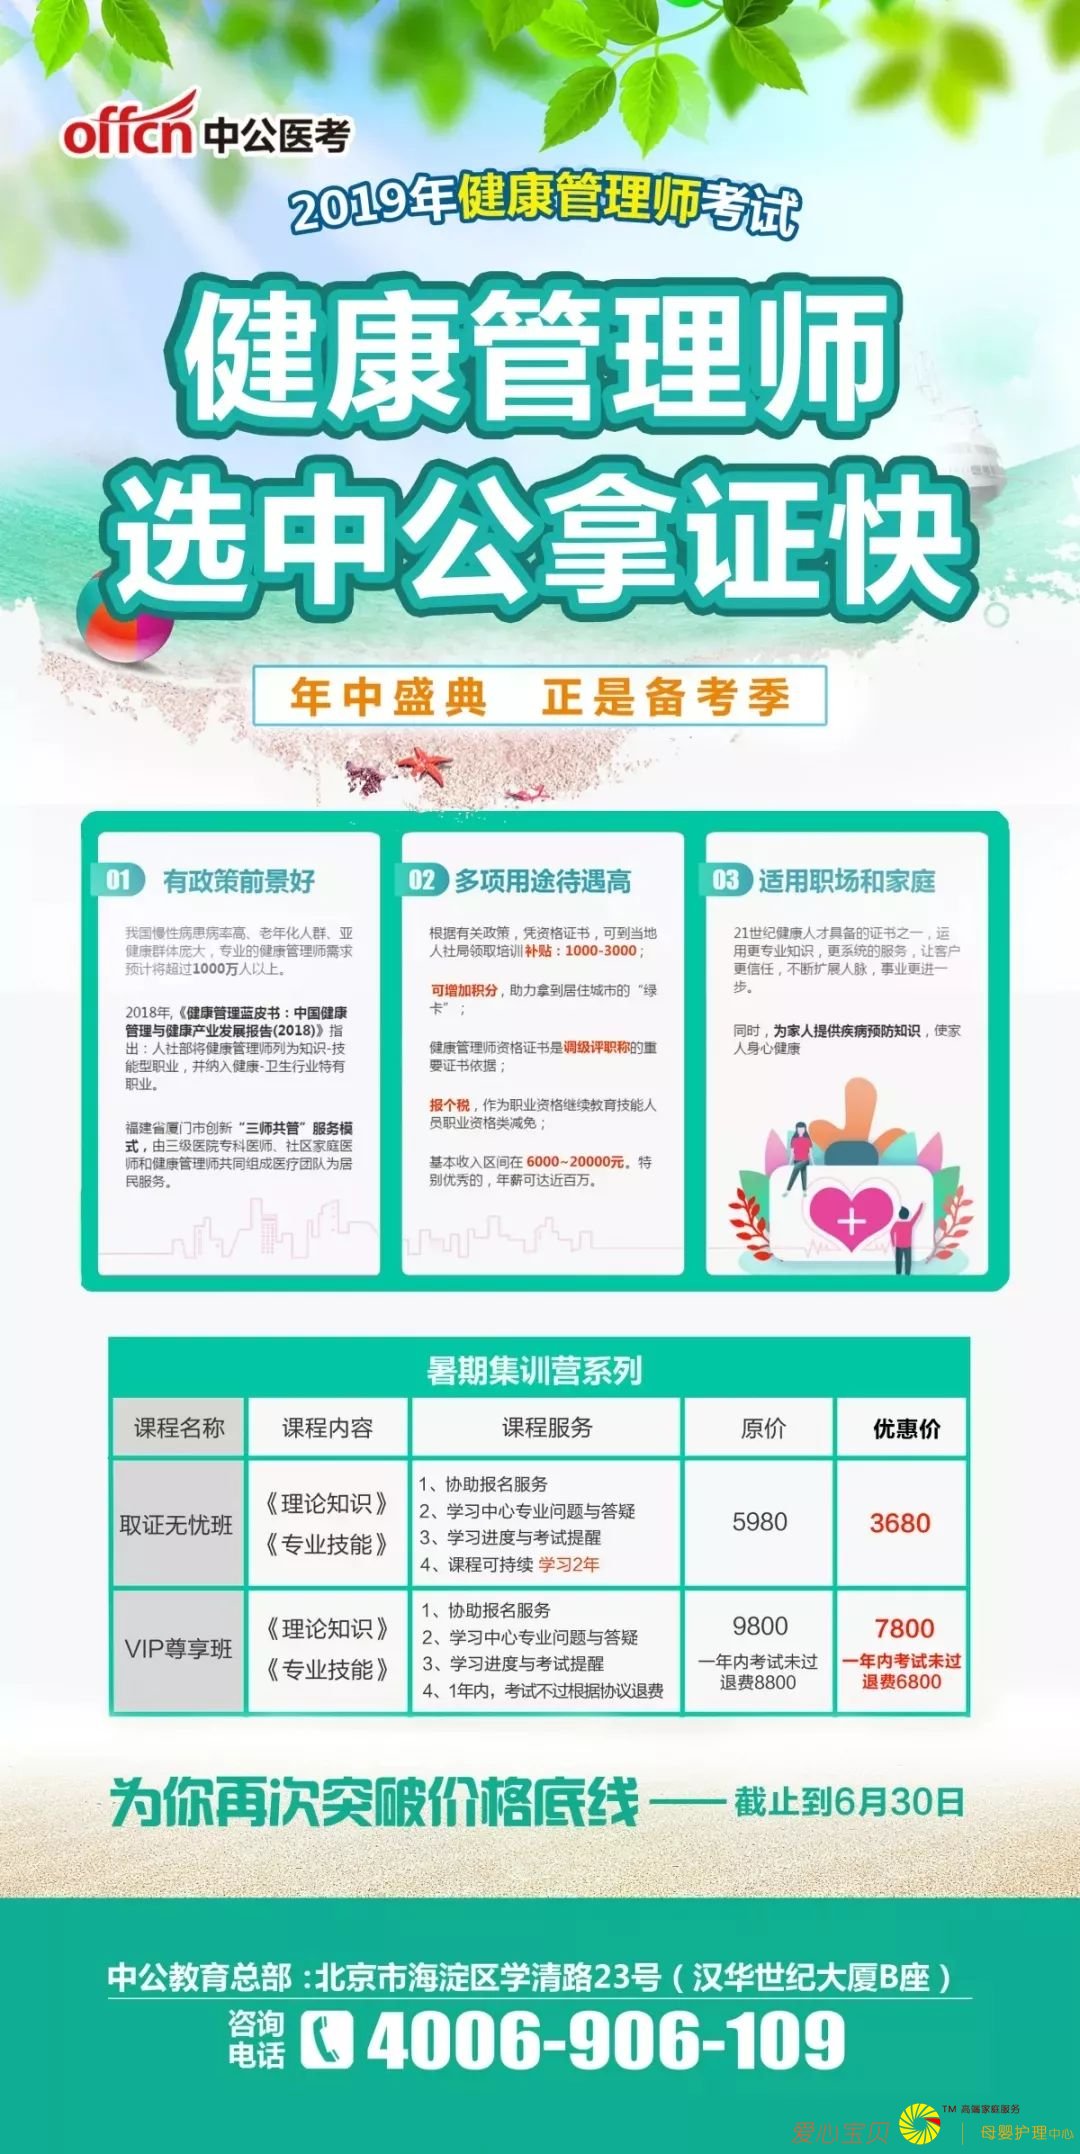 offcn 中公医考
2019年健康管理师考试
健康管理师
选中公拿证快
年中盛典 正是备考季
01 有政策前景好
我国慢性病患病率高、老年化人群、亚
健康群体庞大，专业的健康管理师需求
预计将超过1000万人以上。
2018年,《健康管理蓝皮书：中国健康
管理与健康产业发展报告(2018)》指
出：人社部将健康管理师列为知识-技
能型职业，并纳入健康-卫生行业特有
职业。
福建省厦门市创新“三师共管”服务模
式，由三级医院专科医师、社区家庭医
师和健康管理师共同组成医疗团队为居
民服务。
02 多项用途待遇高
根据有关政策，凭资格证书，可到当地
人社局领取培训补贴：1000-3000；
可增加积分，助力拿到居住城市的“绿
卡”；
健康管理师资格证书是调级评职称的重
要证书依据；
报个税，作为职业资格继续教育技能人
员职业资格类减免；
基本收入区间在 6000~20000元。特
别优秀的，年薪可达近百万。
03 适用职场和家庭
21世纪健康人才具备的证书之一，运
用更专业知识，更系统的服务，让客户
更信任，不断扩展人脉，事业更进一
步。
同时，为家人提供疾病预防知识，使家
人身心健康
暑期集训营系列
课程名称 课程内容 课程服务 原价 优惠价
取证无忧班
《理论知识》
《专业技能》
1、协助报名服务
2、学习中心专业问题与答疑
3、学习进度与考试提醒
4、课程可持续 学习2年
5980
3680
VIP尊享班
《理论知识》
《专业技能》
1、协助报名服务
2、学习中心专业问题与答疑
3、学习进度与考试提醒
4、1年内，考试不过根据协议退费
9800
一年内考试未过
退费8800
7800
一年内考试未过
退费6800
为你再次突破价格底线 —— 截止到6月30日
中公教育总部：北京市海淀区学清路23号（汉华世纪大厦B座）
咨询
电话
4006-906-109
爱心宝贝
TM 高端家庭服务
母婴护理中心